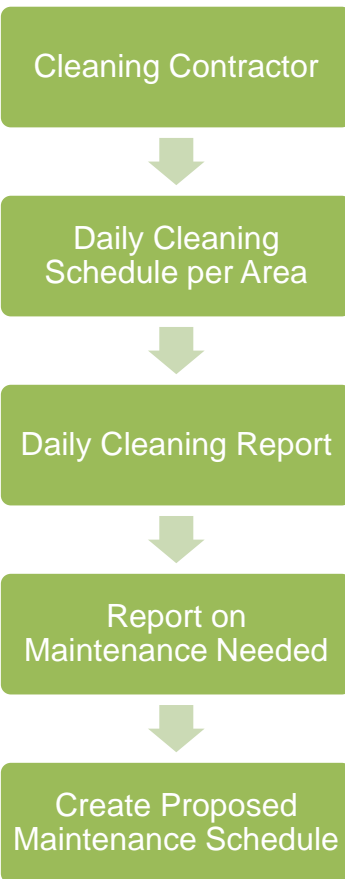 Cleaning Contractor
Daily Cleaning
Schedule per Area
Daily Cleaning Report
Report on
Maintenance Needed
Create Proposed
Maintenance Schedule